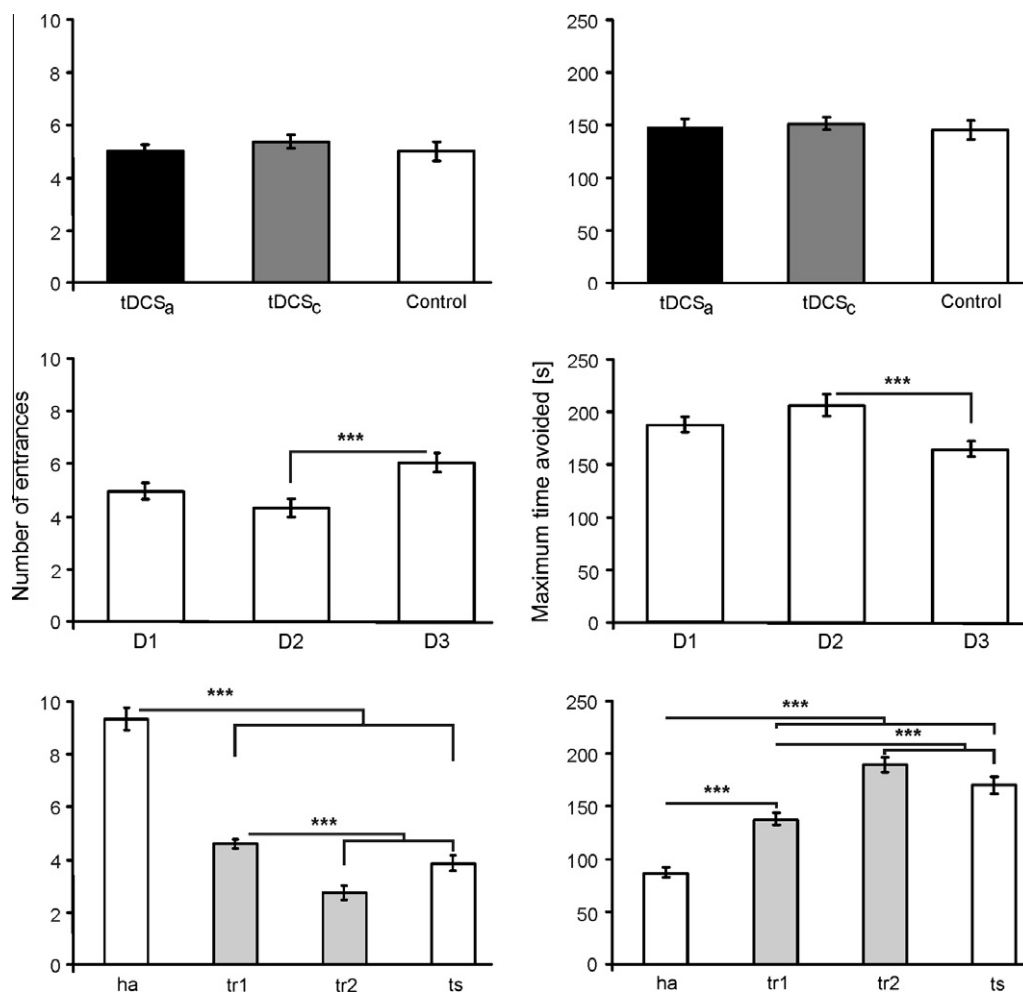 10
8
6
4
2
0
tDCSa
tDCSc
Control
250
200
150
100
50
0
tDCSa
tDCSc
Control
Number of entrances
10
8
6
4
2
0
***
D1
D2
D3
Maximum time avoided [s]
250
200
150
100
50
0
***
D1
D2
D3
10
8
6
4
2
0
***
***
ha
tr1
tr2
ts
250
200
150
100
50
0
***
***
***
ha
tr1
tr2
ts